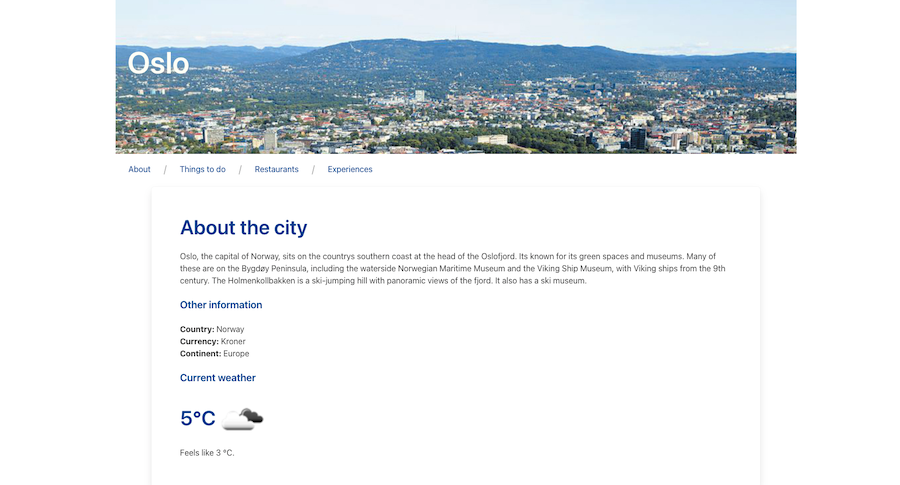 Oslo
About / Things to do / Restaurants / Experiences
About the city
Oslo, the capital of Norway, sits on the countrys southern coast at the head of the Oslofjord. Its known for its green spaces and museums. Many of
these are on the Bygdøy Peninsula, including the waterside Norwegian Maritime Museum and the Viking Ship Museum, with Viking ships from the 9th
century. The Holmenkollbakken is a ski-jumping hill with panoramic views of the fjord. It also has a ski museum.
Other information
Country: Norway
Currency: Kroner
Continent: Europe
Current weather
5°C
Feels like 3 °C.